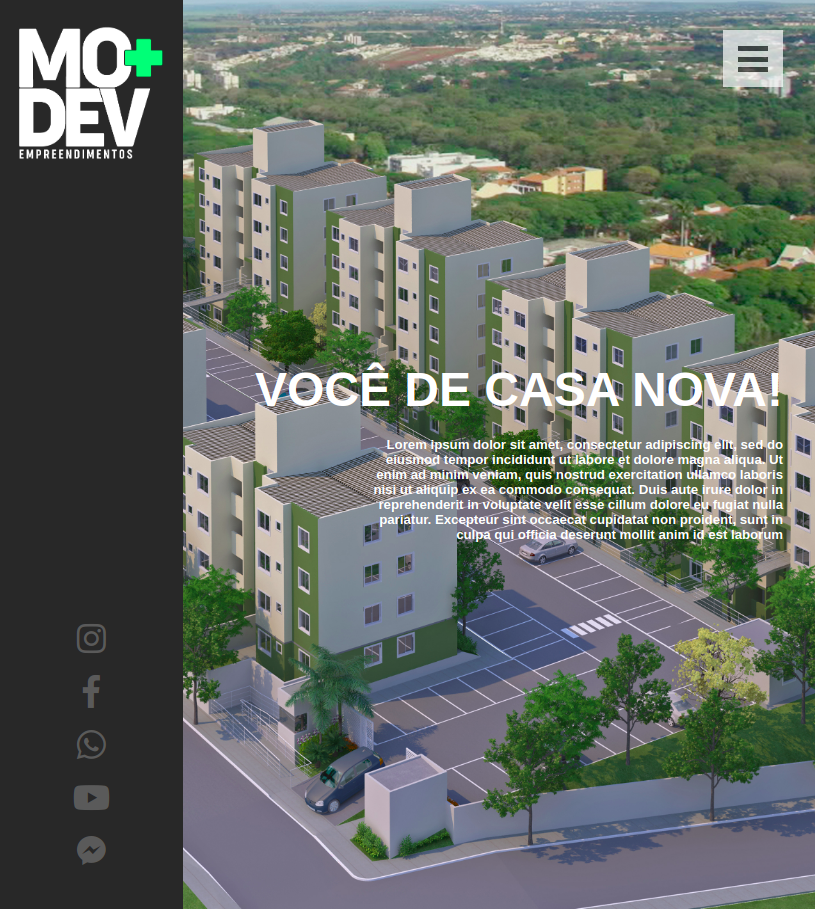 MO+
DEV
EMPREENDIMENTOS
VOCÊ DE CASA NOVA!
Lorem ipsum dolor sit amet, consectetur adipiscing elit, sed do
eiusmod tempor incididunt ut labore et dolore magna aliqua. Ut
enim ad minim veniam, quis nostrud exercitation ullamco laboris
nisi ut aliquip ex ea commodo consequat. Duis aute irure dolor in
reprehenderit in voluptate velit esse cillum dolore eu fugiat nulla
pariatur. Excepteur sint occaecat cupidatat non proident, sunt in
culpa qui officia deserunt mollit anim id est laborum